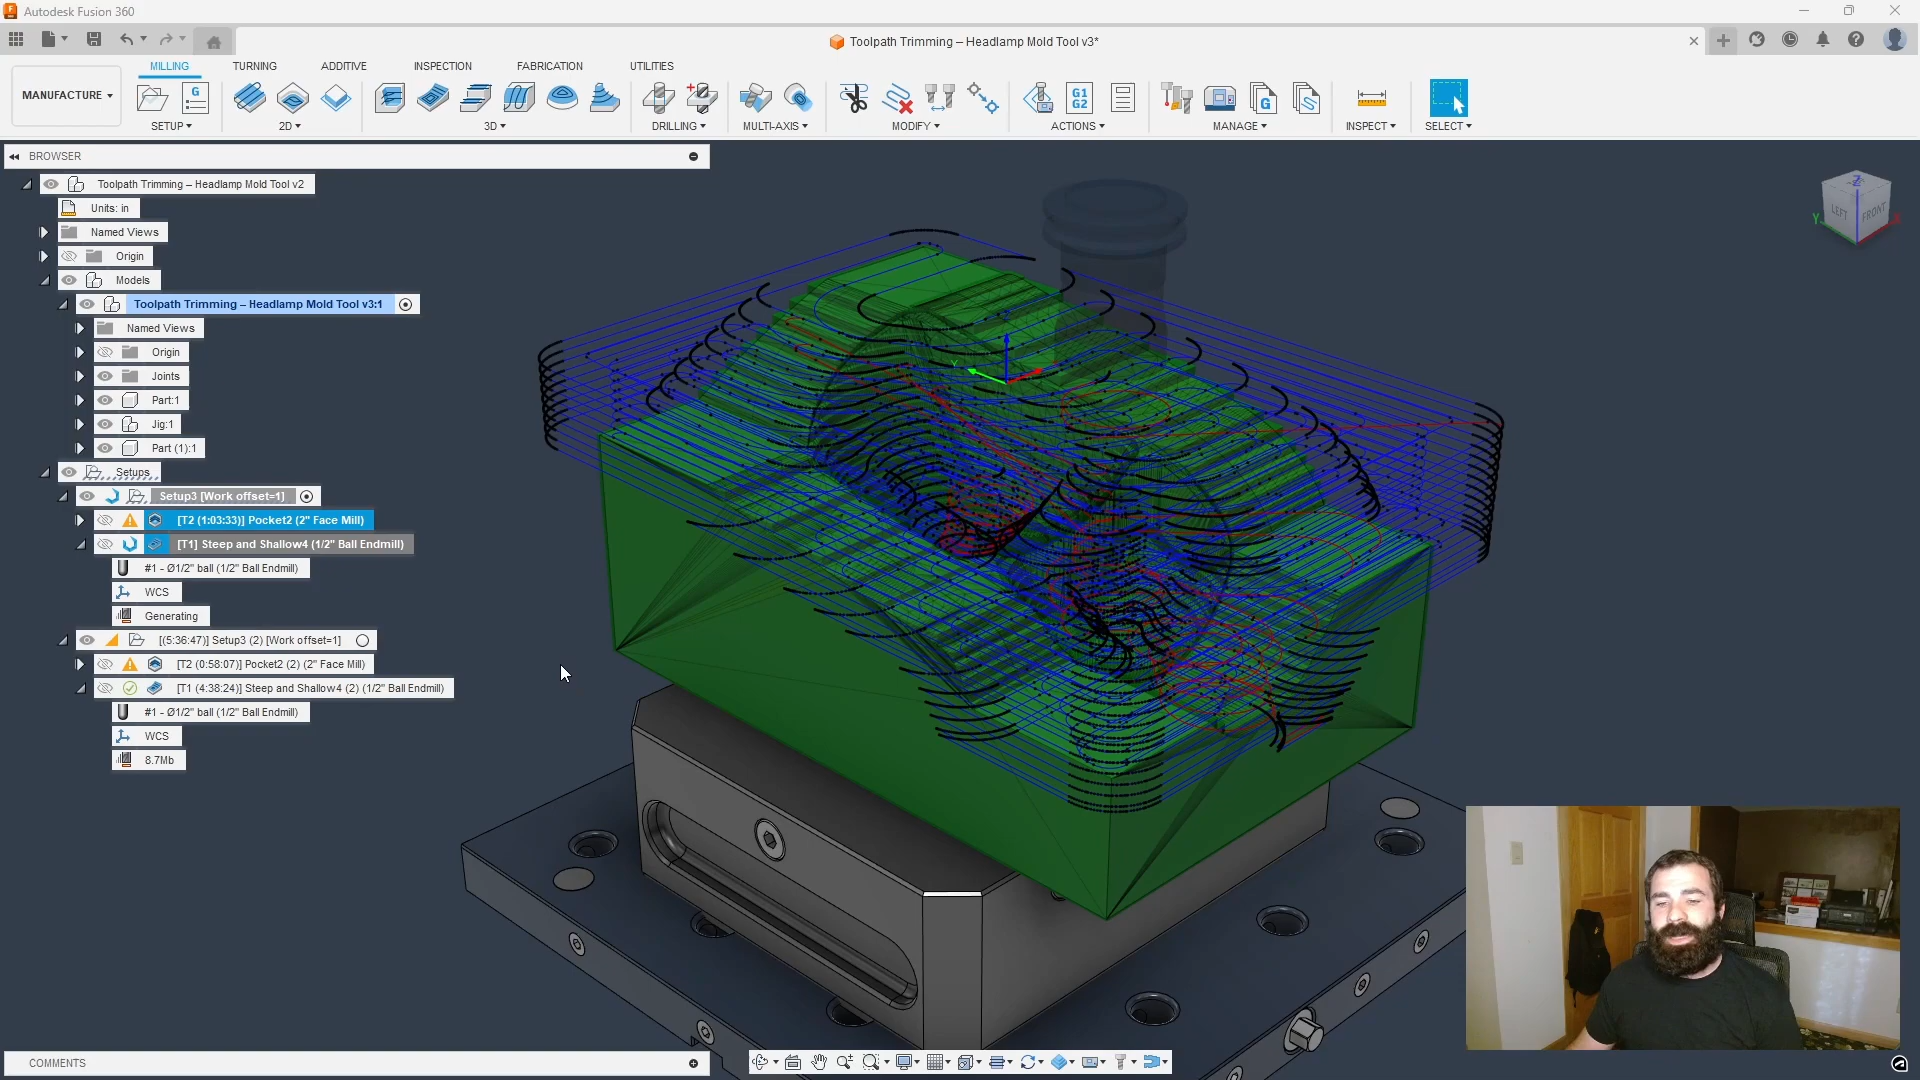 Autodesk Fusion 360
Toolpath Trimming – Headlamp Mold Tool v3*
MILLING TURNING ADDITIVE INSPECTION FABRICATION UTILITIES
MANUFACTURE
G
G1
G2
G
SETUP 2D 3D DRILLING MULTI-AXIS MODIFY ACTIONS MANAGE INSPECT SELECT
BROWSER
Toolpath Trimming – Headlamp Mold Tool v2
Units: in
Named Views
Origin
Models
Toolpath Trimming – Headlamp Mold Tool v3:1
Named Views
Origin
Joints
Part:1
Jig:1
Part (1):1
Setups
Setup3 [Work offset=1]
[T2 (1:03:33)] Pocket2 (2" Face Mill)
[T1] Steep and Shallow4 (1/2" Ball Endmill)
#1 - Ø1/2" ball (1/2" Ball Endmill)
WCS
Generating
[(5:36:47)] Setup3 (2) [Work offset=1]
[T2 (0:58:07)] Pocket2 (2) (2" Face Mill)
[T1 (4:38:24)] Steep and Shallow4 (2) (1/2" Ball Endmill)
#1 - Ø1/2" ball (1/2" Ball Endmill)
WCS
8.7Mb
Z
LEFT FRONT
Y X
Y
COMMENTS